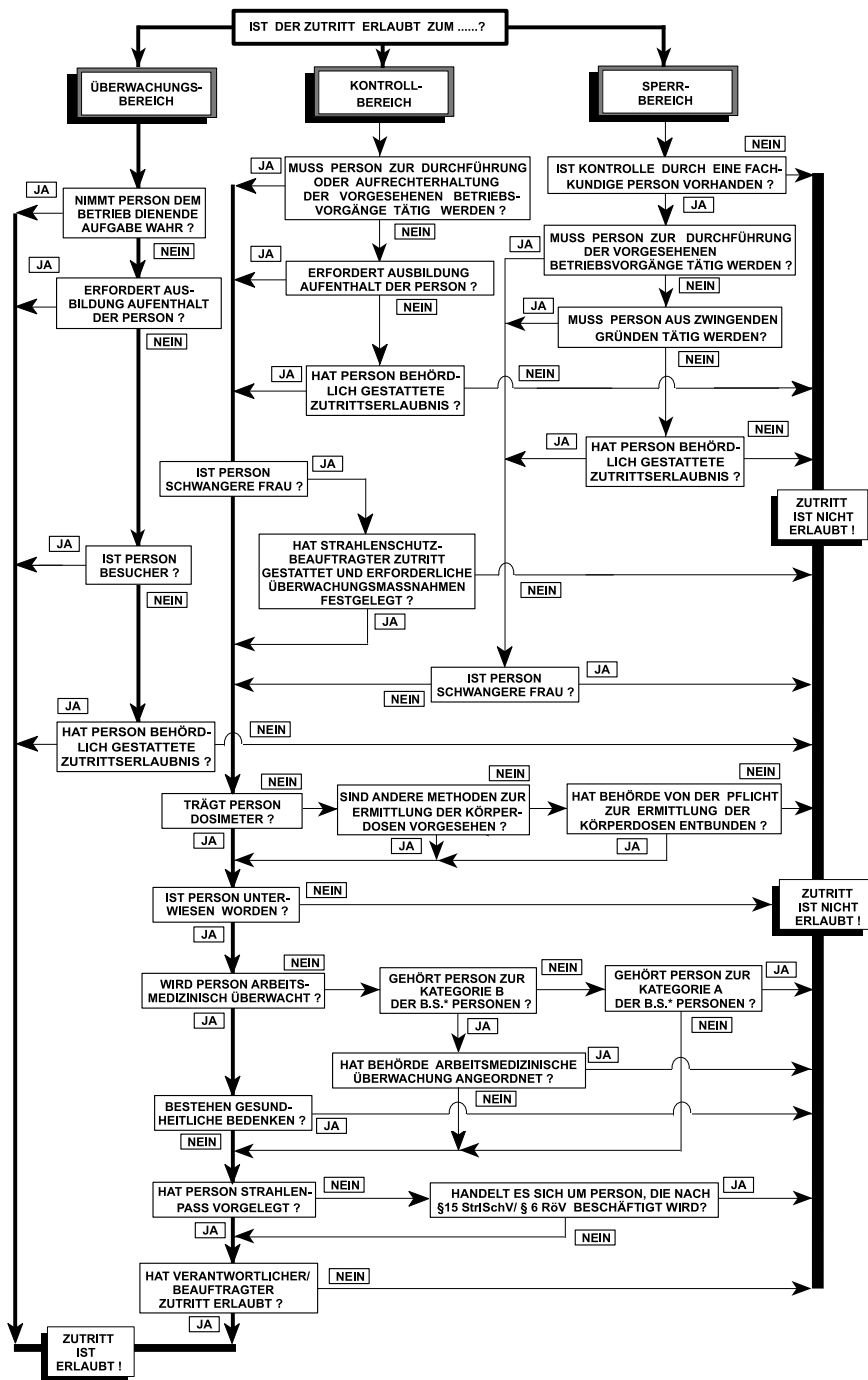 IST DER ZUTRITT ERLAUBT ZUM ......?
ÜBERWACHUNGS-
BEREICH
KONTROLL-
BEREICH
SPERR-
BEREICH
NEIN
JA
MUSS PERSON ZUR DURCHFÜHRUNG
ODER AUFRECHTERHALTUNG
DER VORGESEHENEN BETRIEBS-
VORGÄNGE TÄTIG WERDEN ?
IST KONTROLLE DURCH EINE FACH-
KUNDIGE PERSON VORHANDEN ?
JA
NIMMT PERSON DEM
BETRIEB DIENENDE
AUFGABE WAHR ?
JA
NEIN
NEIN
JA
MUSS PERSON ZUR DURCHFÜHRUNG
DER VORGESEHENEN
BETRIEBSVORGÄNGE TÄTIG WERDEN ?
JA
ERFORDERT AUS-
BILDUNG AUFENTHALT
DER PERSON ?
JA
ERFORDERT AUSBILDUNG
AUFENTHALT DER PERSON ?
NEIN
NEIN
NEIN
JA
MUSS PERSON AUS ZWINGENDEN
GRÜNDEN TÄTIG WERDEN?
NEIN
JA
HAT PERSON BEHÖRD-
LICH GESTATTETE
ZUTRITTSERLAUBNIS ?
NEIN
JA
HAT PERSON BEHÖRD-
LICH GESTATTETE
ZUTRITTSERLAUBNIS ?
NEIN
IST PERSON
SCHWANGERE FRAU ?
JA
ZUTRITT
IST NICHT
ERLAUBT !
JA
IST PERSON
BESUCHER ?
NEIN
HAT STRAHLENSCHUTZ-
BEAUFTRAGTER ZUTRITT
GESTATTET UND ERFORDERLICHE
ÜBERWACHUNGSMASSNAHMEN
FESTGELEGT ?
NEIN
JA
IST PERSON
SCHWANGERE FRAU ?
JA
NEIN
JA
HAT PERSON BEHÖRD-
LICH GESTATTETE
ZUTRITTSERLAUBNIS ?
NEIN
TRÄGT PERSON
DOSIMETER ?
NEIN
SIND ANDERE METHODEN ZUR
ERMITTLUNG DER KÖRPER-
DOSEN VORGESEHEN ?
NEIN
HAT BEHÖRDE VON DER PFLICHT
ZUR ERMITTLUNG DER
KÖRPERDOSEN ENTBUNDEN ?
NEIN
JA
JA
JA
IST PERSON UNTER-
WIESEN WORDEN ?
NEIN
ZUTRITT
IST NICHT
ERLAUBT !
JA
WIRD PERSON ARBEITS-
MEDIZINISCH ÜBERWACHT ?
NEIN
GEHÖRT PERSON ZUR
KATEGORIE B
DER B.S.* PERSONEN ?
NEIN
GEHÖRT PERSON ZUR
KATEGORIE A
DER B.S.* PERSONEN ?
JA
JA
JA
NEIN
HAT BEHÖRDE ARBEITSMEDIZINISCHE
ÜBERWACHUNG ANGEORDNET ?
JA
NEIN
BESTEHEN GESUND-
HEITLICHE BEDENKEN ?
JA
NEIN
HAT PERSON STRAHLEN-
PASS VORGELEGT ?
NEIN
HANDELT ES SICH UM PERSON, DIE NACH
§15 StrlSchV/ § 6 RöV BESCHÄFTIGT WIRD?
JA
JA
NEIN
HAT VERANTWORTLICHER/
BEAUFTRAGTER
ZUTRITT ERLAUBT ?
NEIN
JA
ZUTRITT
IST
ERLAUBT !